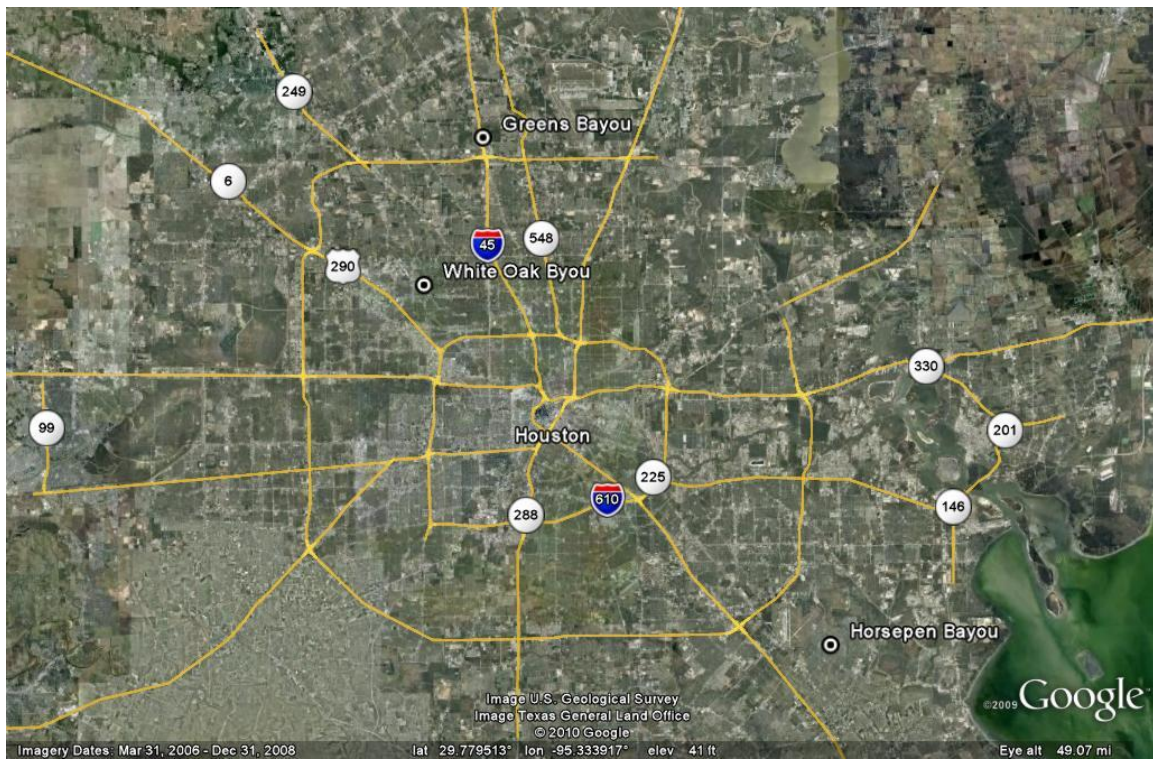 249
Greens Bayou
6
45
548
290
White Oak Byou
330
99
Houston
201
225
610
288
146
Horsepen Bayou
Image U.S. Geological Survey
Image Texas General Land Office
© 2010 Google
©2009 Google
Imagery Dates: Mar 31, 2006 - Dec 31, 2008 lat 29.779513° lon -95.333917° elev 41 ft Eye alt 49.07 mi